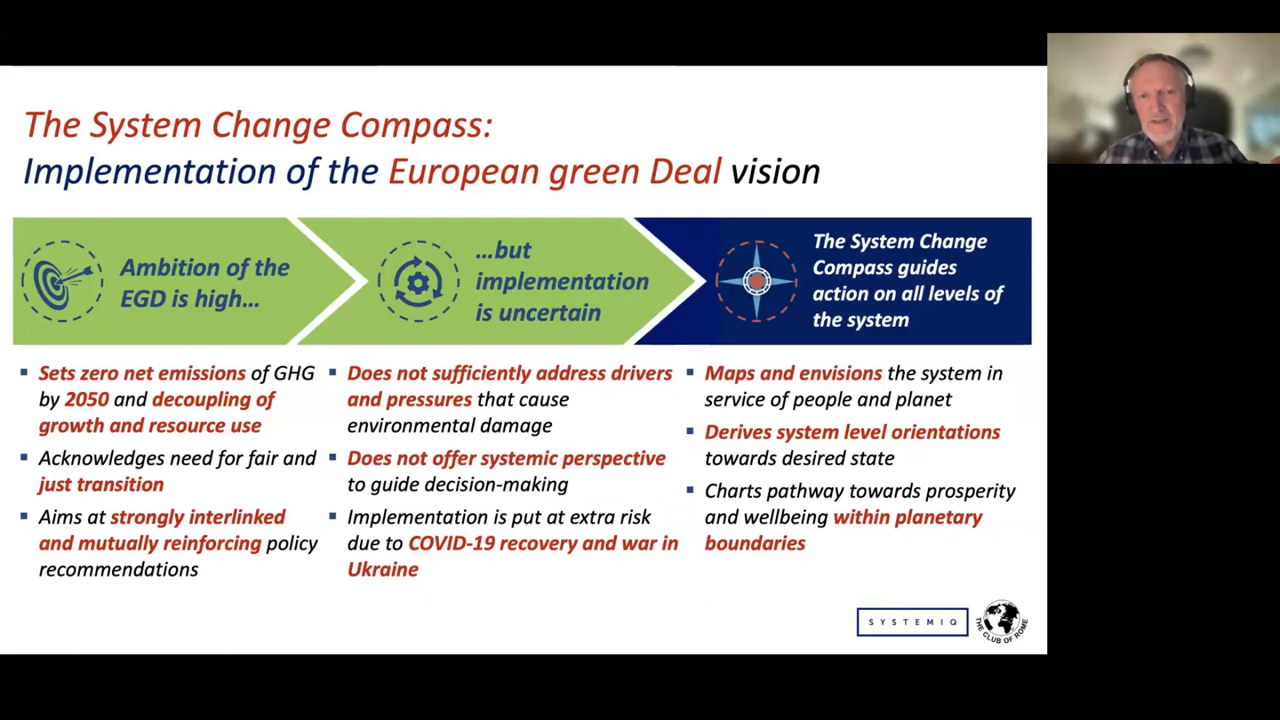 The System Change Compass:
Implementation of the European green Deal vision
Ambition of the
EGD is high...
...but
implementation
is uncertain
The System Change
Compass guides
action on all levels of
the system
▪ Sets zero net emissions of GHG
by 2050 and decoupling of
growth and resource use
▪ Acknowledges need for fair and
just transition
▪ Aims at strongly interlinked
and mutually reinforcing policy
recommendations
▪ Does not sufficiently address drivers
and pressures that cause
environmental damage
▪ Does not offer systemic perspective
to guide decision-making
▪ Implementation is put at extra risk
due to COVID-19 recovery and war in
Ukraine
▪ Maps and envisions the system in
service of people and planet
▪ Derives system level orientations
towards desired state
▪ Charts pathway towards prosperity
and wellbeing within planetary
boundaries
SYSTEMIQ
THE CLUB OF ROME